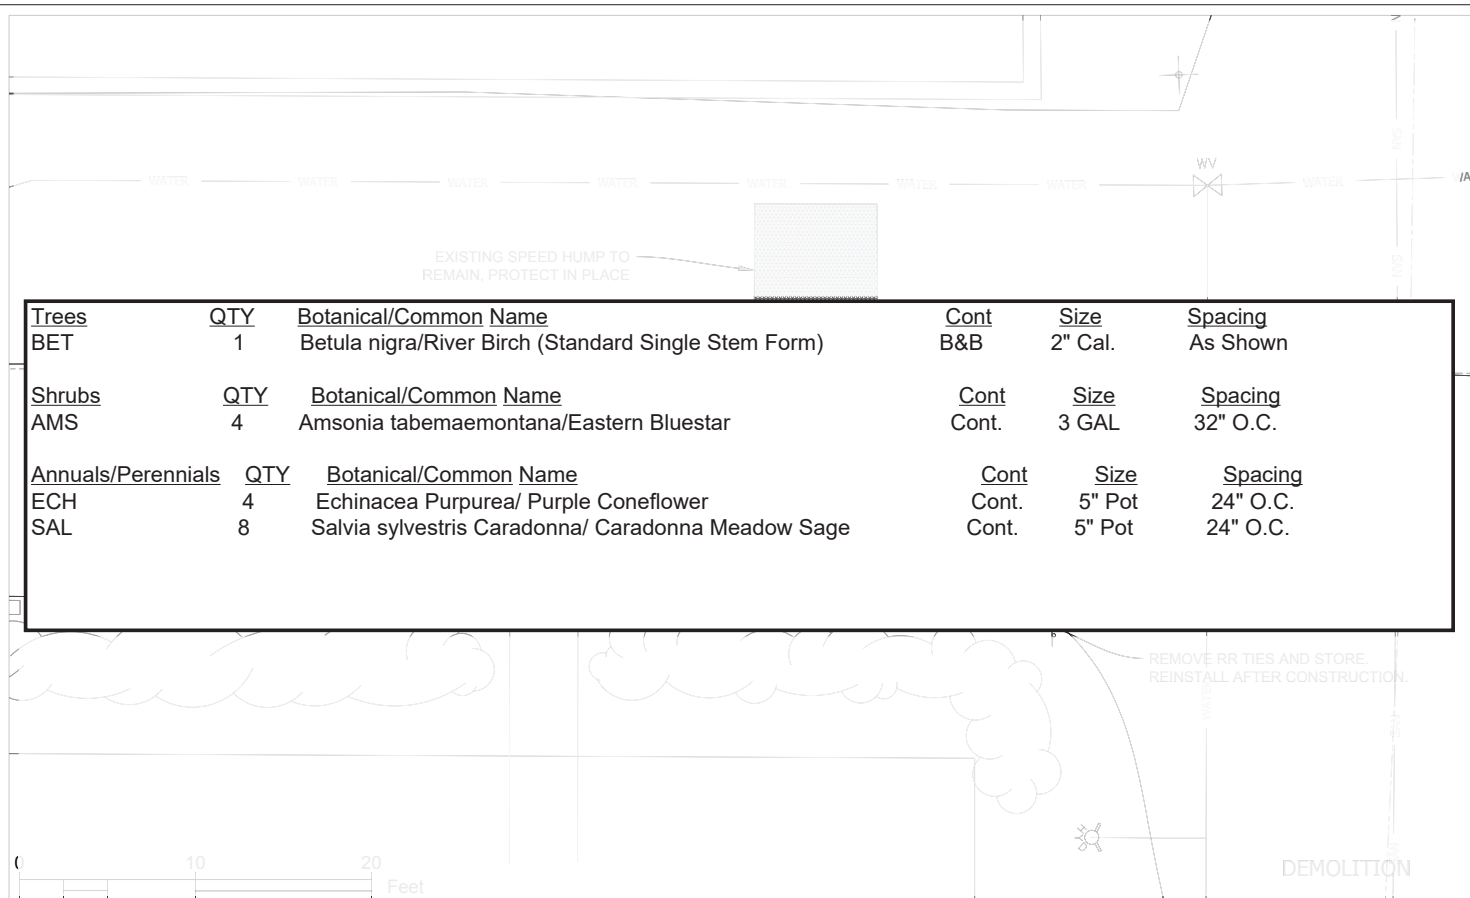 WATER WATER WATER WATER WATER WATER WATER WV WATER
SAN
SAN
EXISTING SPEED HUMP TO
REMAIN, PROTECT IN PLACE
Trees QTY Botanical/Common Name Cont Size Spacing
BET 1 Betula nigra/River Birch (Standard Single Stem Form) B&B 2" Cal. As Shown
Shrubs QTY Botanical/Common Name Cont Size Spacing
AMS 4 Amsonia tabemaemontana/Eastern Bluestar Cont. 3 GAL 32" O.C.
Annuals/Perennials QTY Botanical/Common Name Cont Size Spacing
ECH 4 Echinacea Purpurea/ Purple Coneflower Cont. 5" Pot 24" O.C.
SAL 8 Salvia sylvestris Caradonna/ Caradonna Meadow Sage Cont. 5" Pot 24" O.C.
REMOVE RR TIES AND STORE.
REINSTALL AFTER CONSTRUCTION.
WATER
HYD
0 10 20
Feet
DEMOLITION